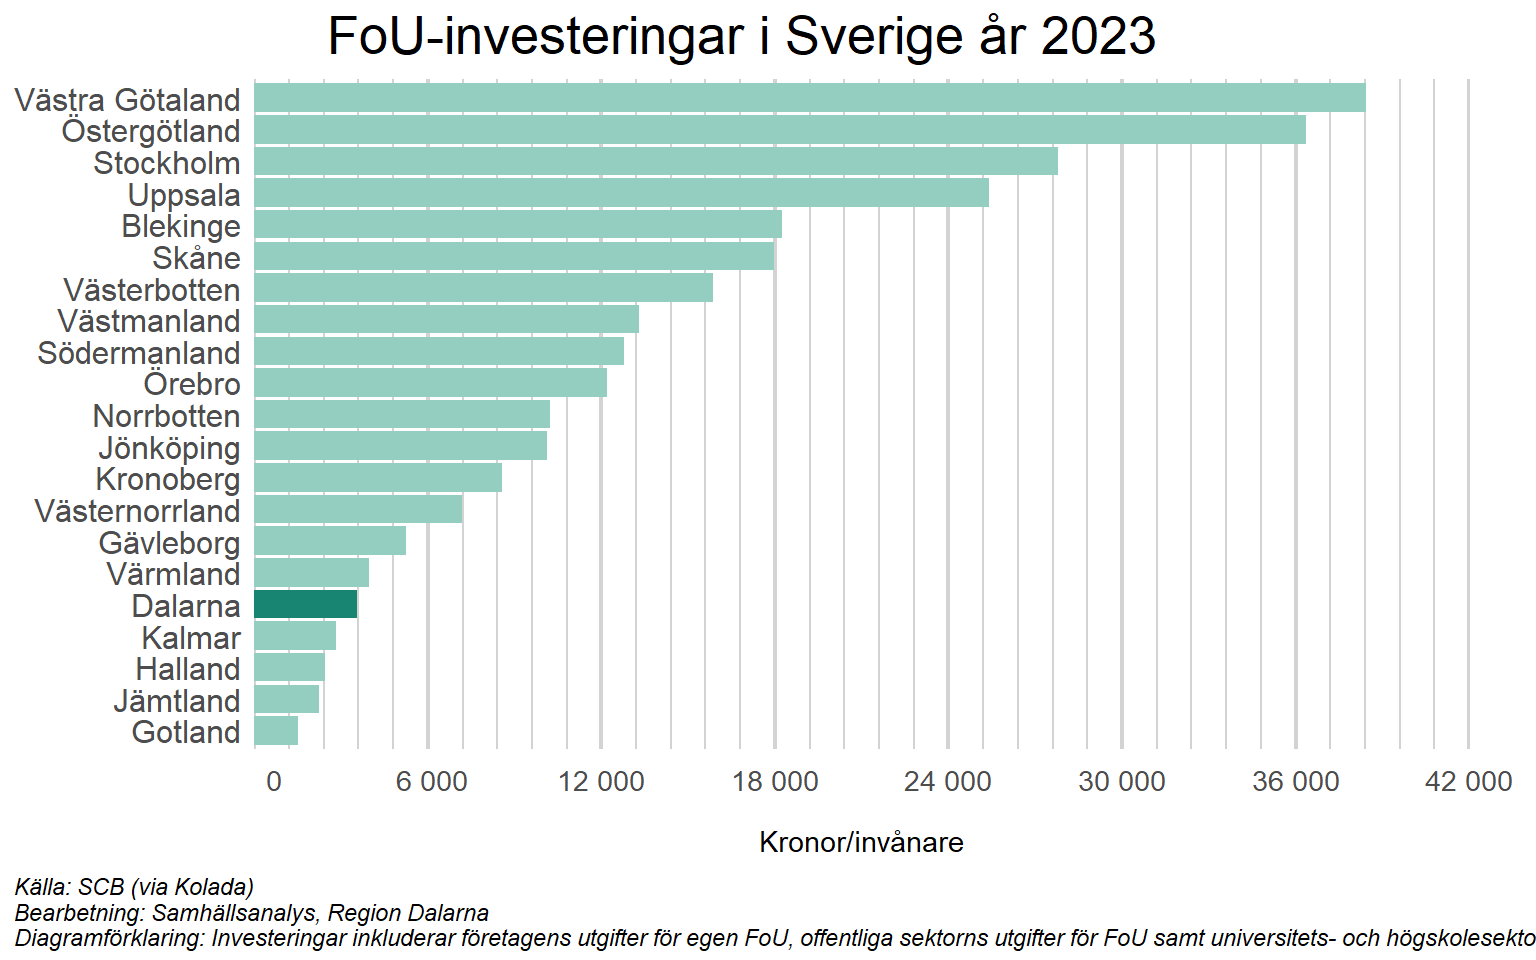 FoU-investeringar i Sverige år 2023
Västra Götaland
Östergötland
Stockholm
Uppsala
Blekinge
Skåne
Västerbotten
Västmanland
Södermanland
Örebro
Norrbotten
Jönköping
Kronoberg
Västernorrland
Gävleborg
Värmland
Dalarna
Kalmar
Halland
Jämtland
Gotland
0 6 000 12 000 18 000 24 000 30 000 36 000 42 000
Kronor/invånare
Källa: SCB (via Kolada)
Bearbetning: Samhällsanalys, Region Dalarna
Diagramförklaring: Investeringar inkluderar företagens utgifter för egen FoU, offentliga sektorns utgifter för FoU samt universitets- och högskolesekto